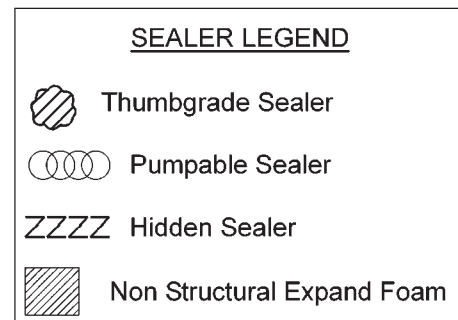 SEALER LEGEND
Thumbgrade Sealer
Pumpable Sealer
ZZZZ Hidden Sealer
Non Structural Expand Foam